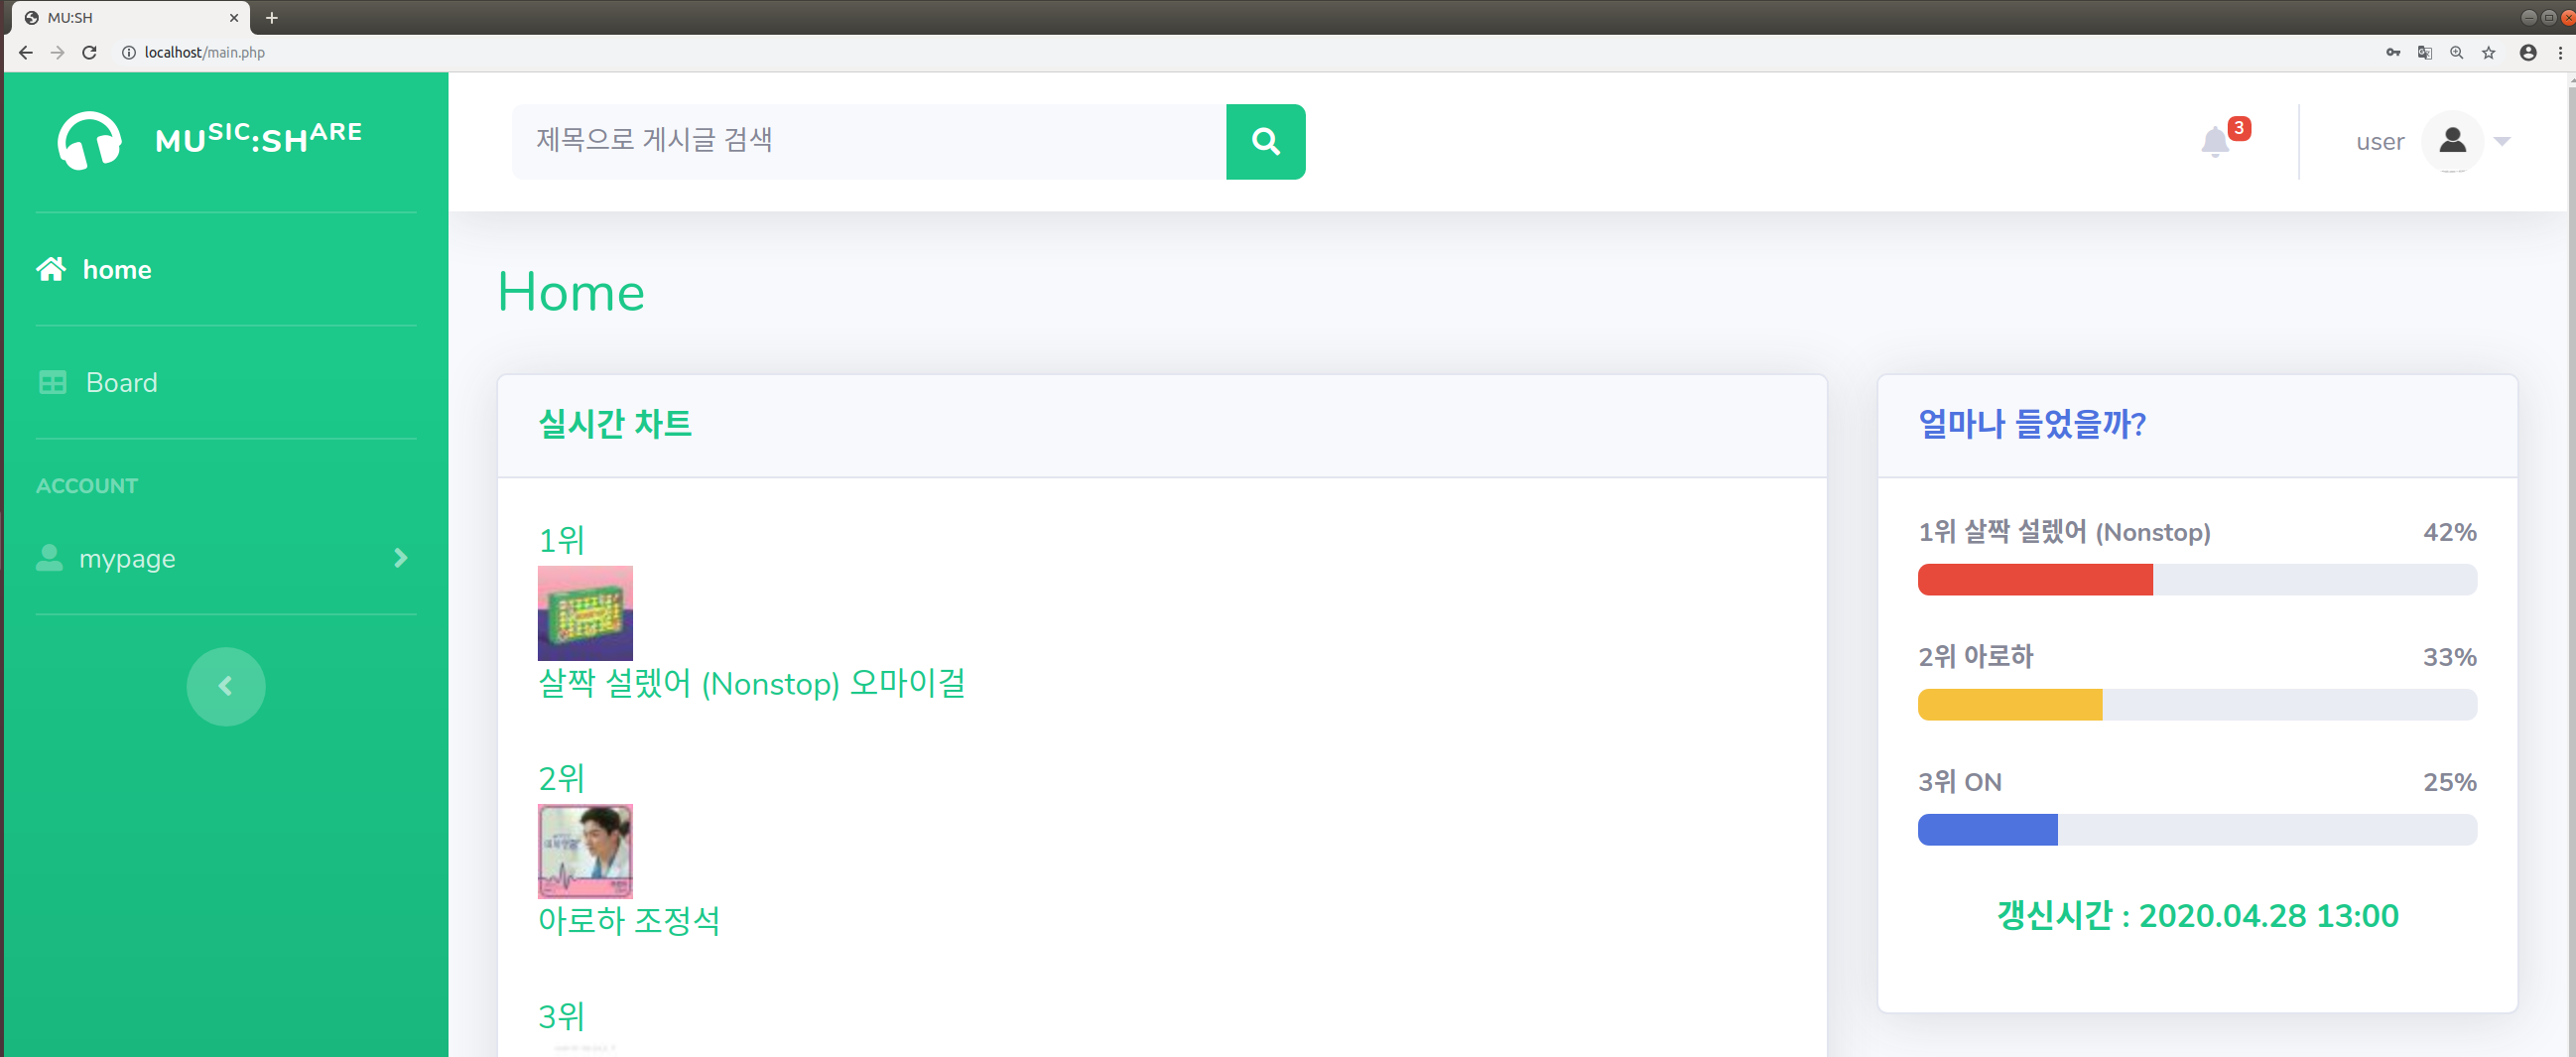 MU:SH
localhost/main.php
MUSIC:SHARE
제목으로 게시글 검색
3
user
home
Board
ACCOUNT
mypage
Home
실시간 차트
1위
살짝 설렜어 (Nonstop) 오마이걸
2위
아로하 조정석
3위
얼마나 들었을까?
1위 살짝 설렜어 (Nonstop) 42%
2위 아로하 33%
3위 ON 25%
갱신시간 : 2020.04.28 13:00